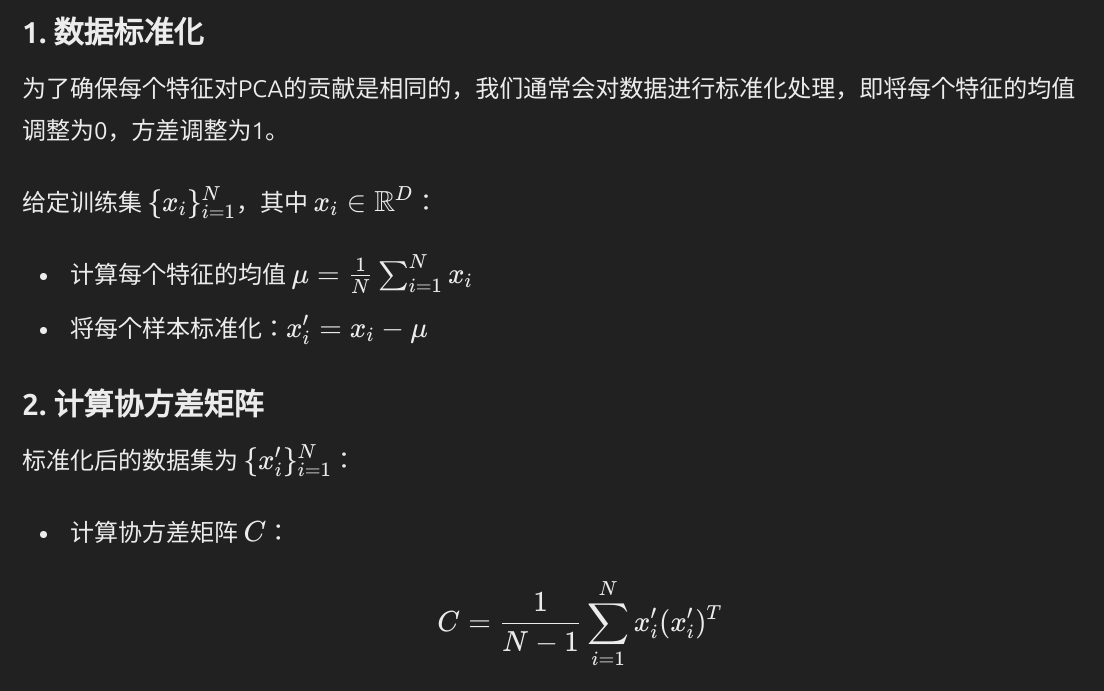 1. 数据标准化
为了确保每个特征对PCA的贡献是相同的，我们通常会对数据进行标准化处理，即将每个特征的均值
调整为0，方差调整为1。
给定训练集 $\{x_i\}_{i=1}^{N}$，其中 $x_i \in \mathbb{R}^D$：
• 计算每个特征的均值 $\mu = \frac{1}{N} \sum_{i=1}^{N} x_i$
• 将每个样本标准化：$x_i' = x_i - \mu$
2. 计算协方差矩阵
标准化后的数据集为 $\{x_i'\}_{i=1}^{N}$：
• 计算协方差矩阵 $C$：
$C = \frac{1}{N-1} \sum_{i=1}^{N} x_i'(x_i')^T$